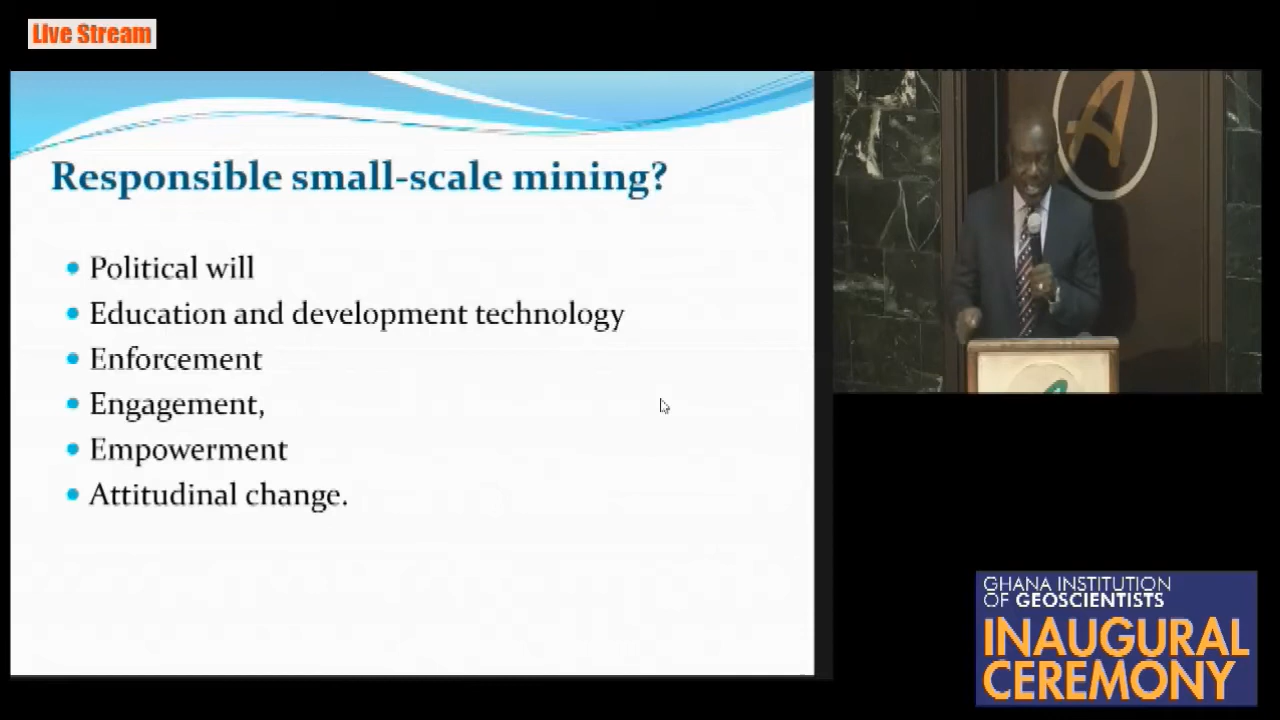 Live Stream
Responsible small-scale mining?
Political will
Education and development technology
Enforcement
Engagement,
Empowerment
Attitudinal change.
A
GHANA INSTITUTION
OF GEOSCIENTISTS
INAUGURAL
CEREMONY